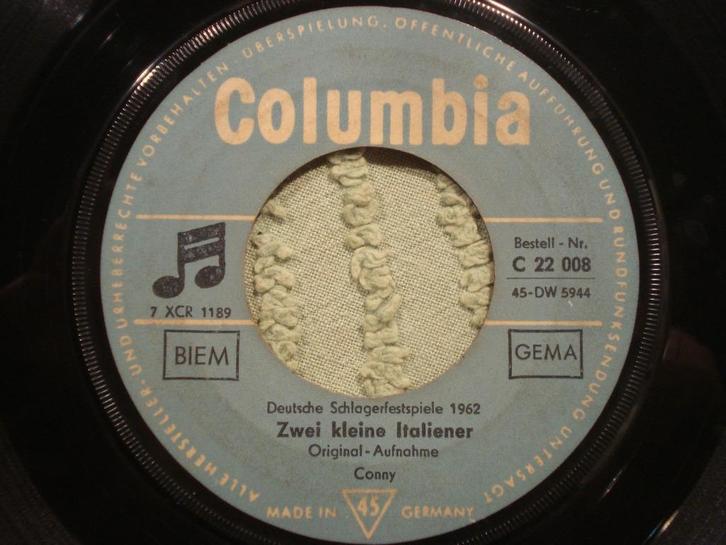 ALLE HERSTELLER- UND URHEBERRECHTE VORBEHALTEN · ÜBERSPIELUNG, ÖFFENTLICHE AUFFÜHRUNG UND RUNDFUNKSENDUNG UNTERSAGT
Columbia
Bestell - Nr.
C 22 008
45-DW 5944
7 XCR 1189
BIEM
GEMA
Deutsche Schlagerfestspiele 1962
Zwei kleine Italiener
Original - Aufnahme
Conny
MADE IN 45 GERMANY